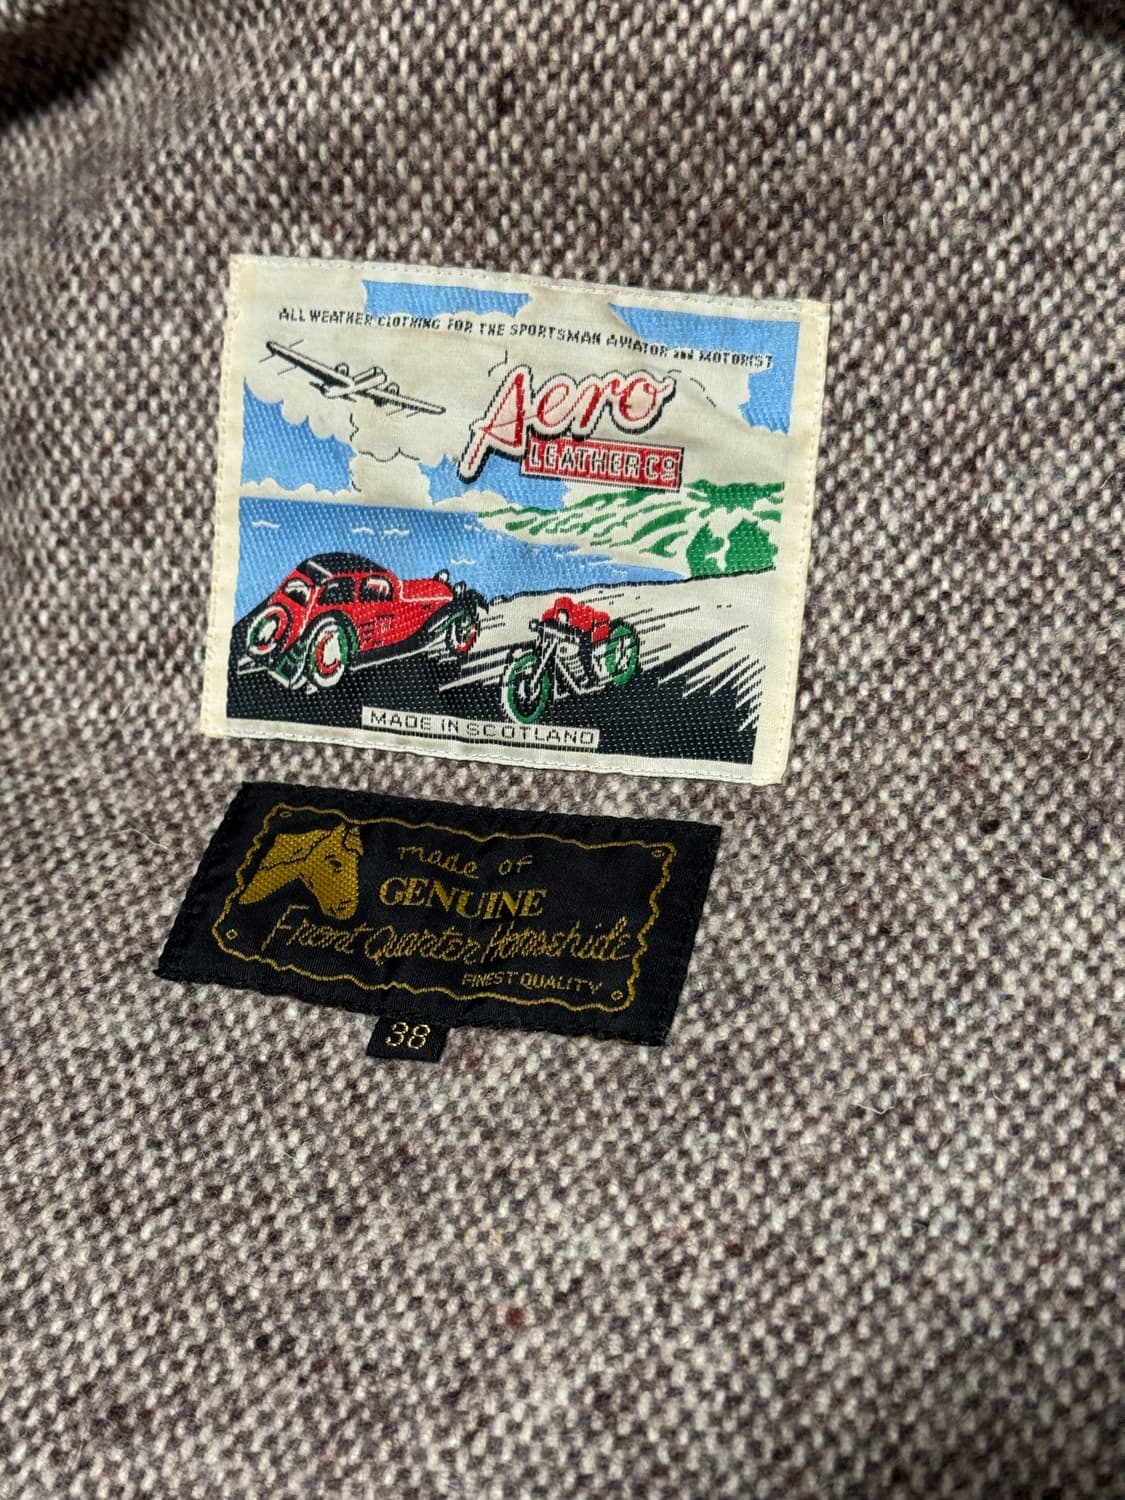 ALL WEATHER CLOTHING FOR THE SPORTSMAN AVIATOR AND MOTORIST
Aero
LEATHER Co
MADE IN SCOTLAND
made of
GENUINE
Front Quarter Horsehide
FINEST QUALITY
38